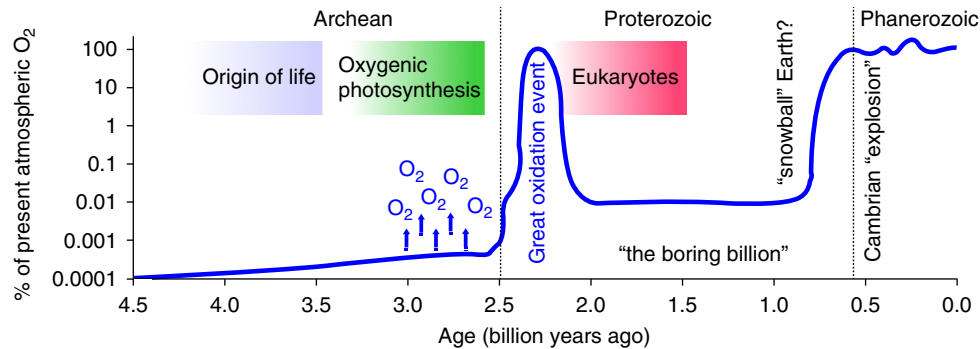 Archean
Proterozoic
Phanerozoic
% of present atmospheric O₂
100
10
1
0.1
0.01
0.001
0.0001
Origin of life
Oxygenic
photosynthesis
Great oxidation event
Eukaryotes
"snowball" Earth?
Cambrian "explosion"
O₂
O₂
O₂
O₂
O₂
"the boring billion"
4.5
4.0
3.5
3.0
2.5
2.0
1.5
1.0
0.5
0.0
Age (billion years ago)